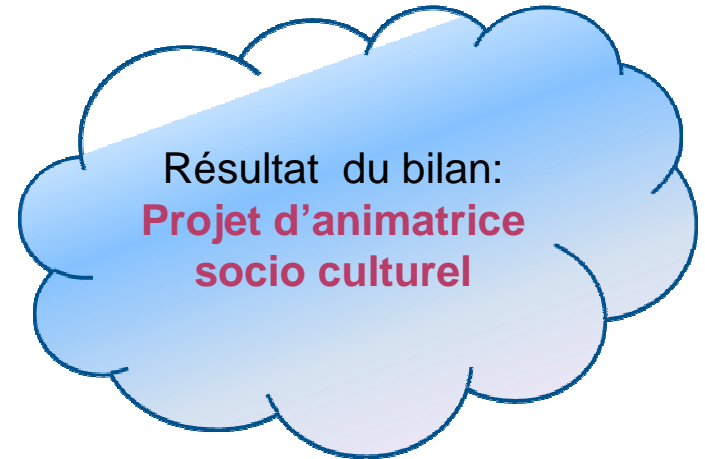 Résultat  du bilan:
Projet d’animatrice
socio culturel